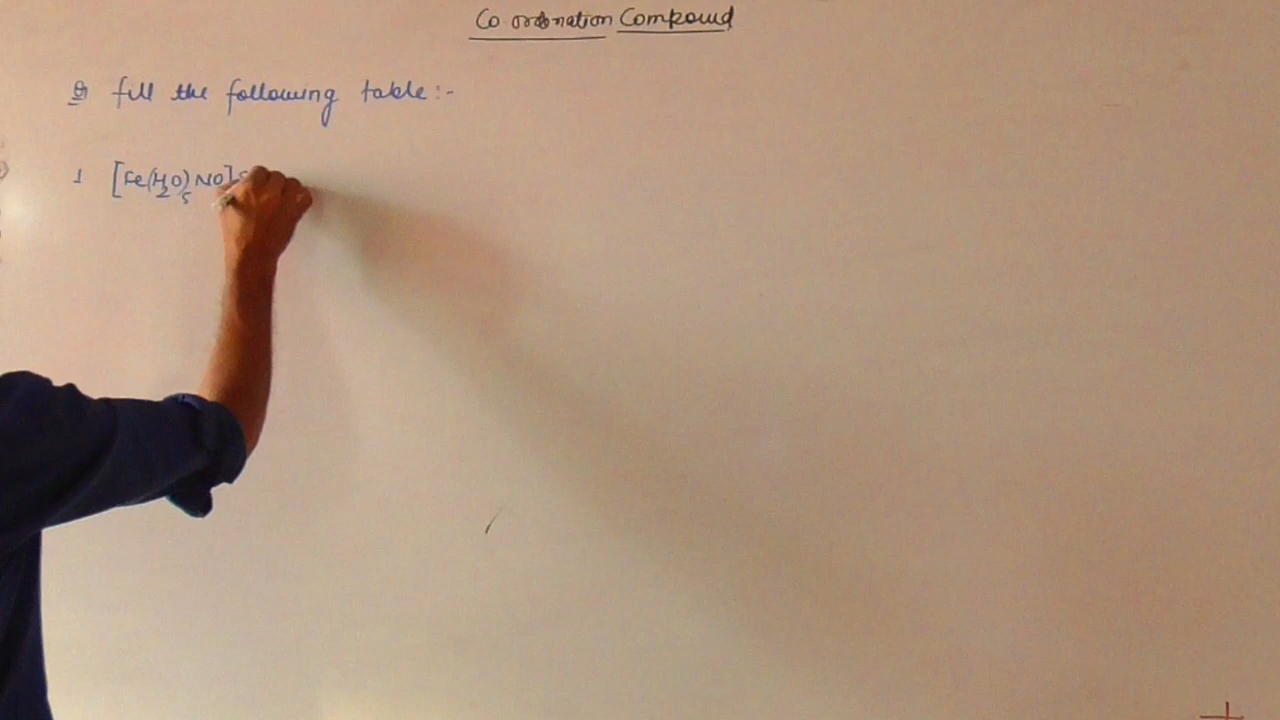 Co ordination Compound
Q fill the following table:-
1 [Fe(H2O)5NO]S